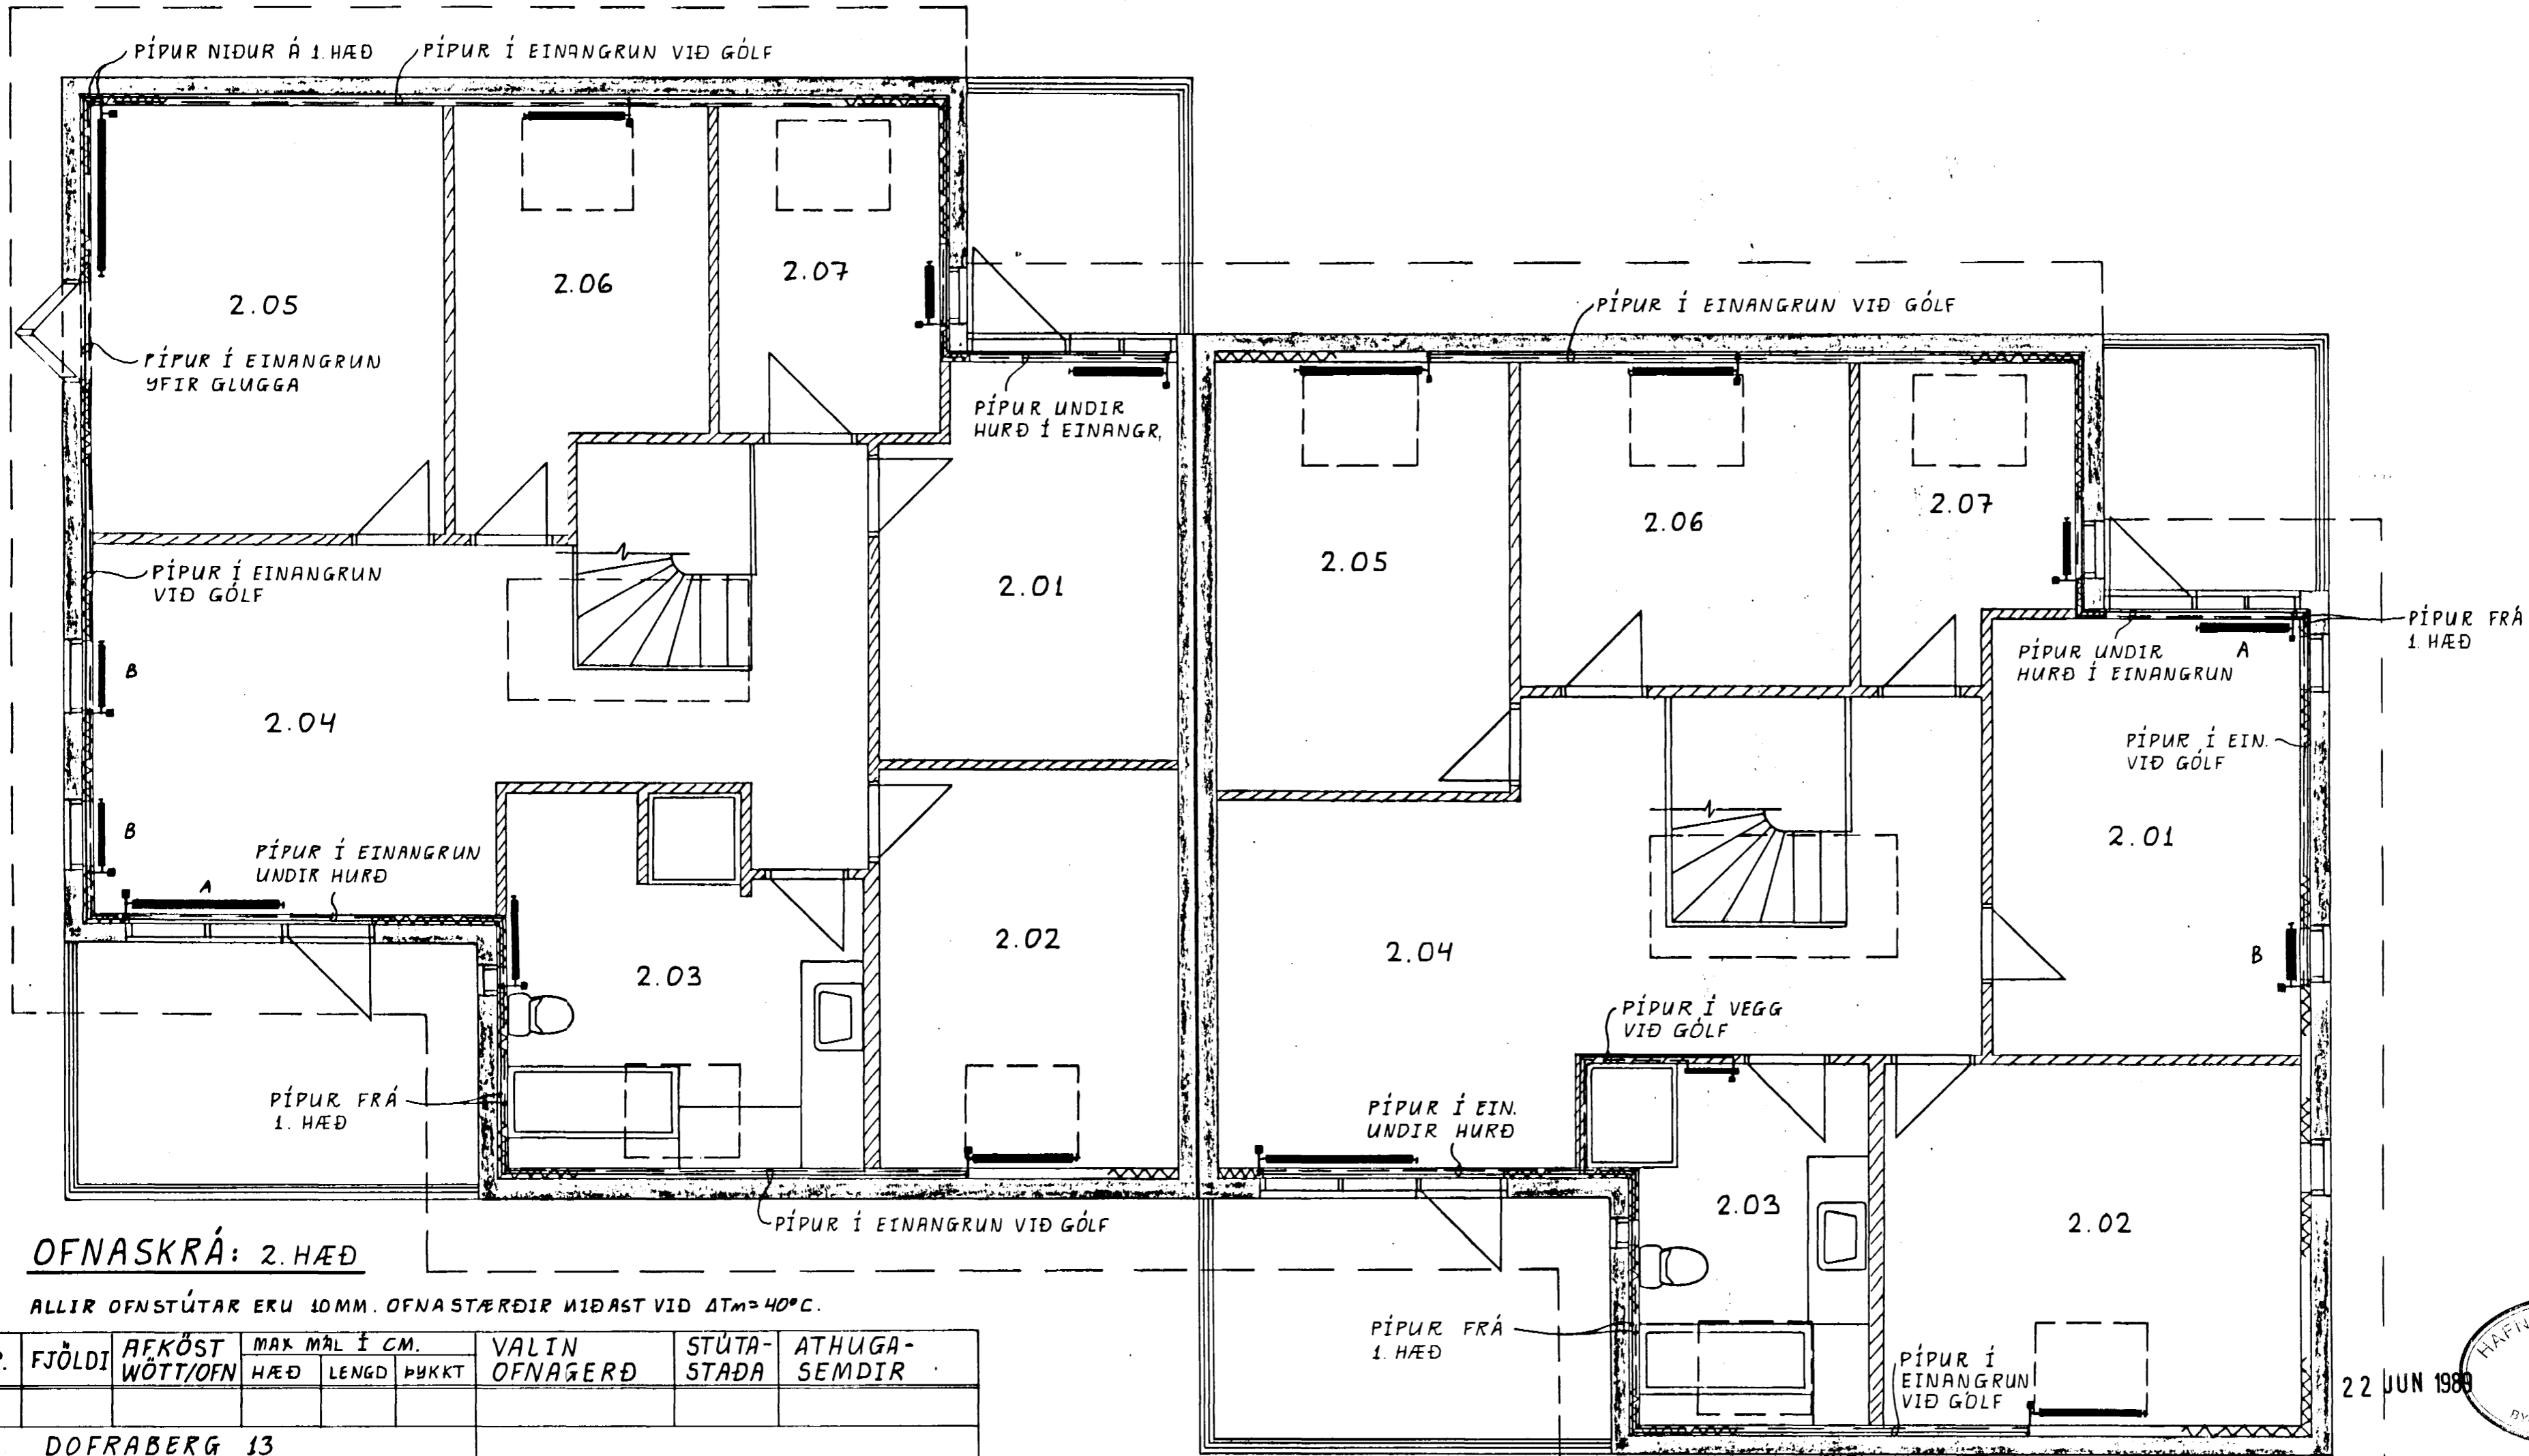 PÍPUR NIÐUR Á 1. HÆÐ
PÍPUR Í EINANGRUN VIÐ GÓLF
2.05
2.06
2.07
PÍPUR Í EINANGRUN
YFIR GLUGGA
PÍPUR UNDIR
HURÐ Í EINANGR.
PÍPUR Í EINANGRUN
VIÐ GÓLF
2.01
B
2.04
B
PÍPUR Í EINANGRUN
UNDIR HURÐ
A
2.02
2.03
PÍPUR FRÁ
1. HÆÐ
PÍPUR Í EINANGRUN VIÐ GÓLF
PÍPUR Í EINANGRUN VIÐ GÓLF
2.05
2.06
2.07
PÍPUR FRÁ
1. HÆÐ
PÍPUR UNDIR
HURÐ Í EINANGRUN
A
PÍPUR Í EIN.
VIÐ GÓLF
2.01
2.04
B
PÍPUR Í VEGG
VIÐ GÓLF
PÍPUR Í EIN.
UNDIR HURÐ
2.03
2.02
PÍPUR FRÁ
1. HÆÐ
PÍPUR Í
EINANGRUN
VIÐ GÓLF
22 JUN 1989
OFNASKRÁ: 2. HÆÐ
ALLIR OFNSTÚTAR ERU 10MM. OFNASTÆRÐIR MIÐAST VIÐ ΔTm=40°C.
FJÖLDI
AFKÖST
WÖTT/OFN
MAX MÁL Í CM.
HÆÐ
LENGD
ÞYKKT
VALIN
OFNAGERÐ
STÚTA-
STAÐA
ATHUGA-
SEMDIR
DOFRABERG 13